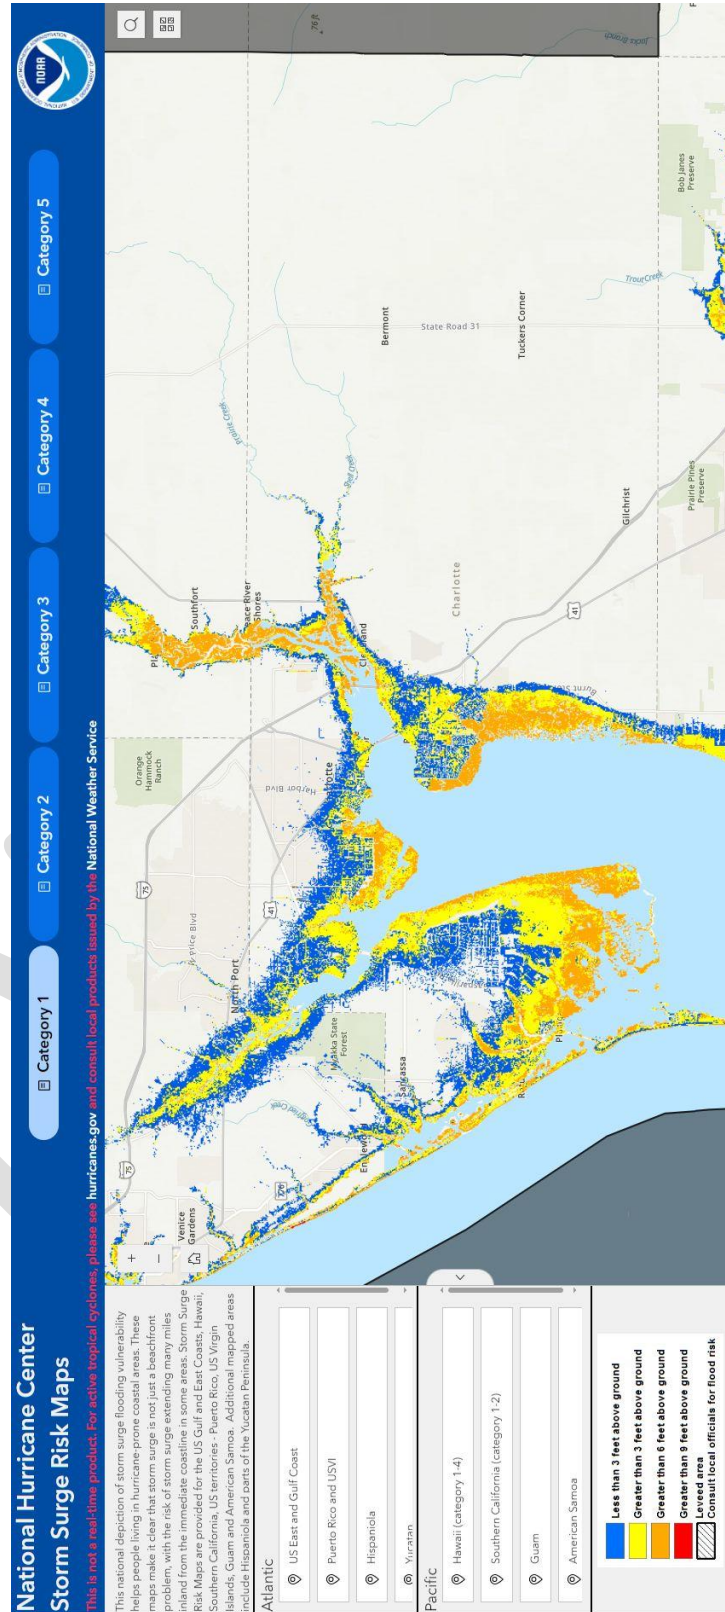 National Hurricane Center
Storm Surge Risk Maps
Category 1
Category 2
Category 3
Category 4
Category 5
NOAA
This is not a real-time product. For active tropical cyclones, please see hurricanes.gov and consult local products issued by the National Weather Service
This national depiction of storm surge flooding vulnerability
helps people living in hurricane-prone coastal areas. These
maps make it clear that storm surge is not just a beachfront
problem, with the risk of storm surge extending many miles
inland from the immediate coastline in some areas. Storm Surge
Risk Maps are provided for the US Gulf and East Coasts, Hawaii,
Southern California, US territories - Puerto Rico, US Virgin
Islands, Guam and American Samoa. Additional mapped areas
include Hispaniola and parts of the Yucatan Peninsula.
Atlantic
US East and Gulf Coast
Puerto Rico and USVI
Hispaniola
Yucatan
Pacific
Hawaii (category 1-4)
Southern California (category 1-2)
Guam
American Samoa
Less than 3 feet above ground
Greater than 3 feet above ground
Greater than 6 feet above ground
Greater than 9 feet above ground
Leveed area
Consult local officials for flood risk
+
−
Venice
Gardens
75
776
75
41
Orange
Hammock
Ranch
Harbor Blvd
North Port
Myakka State
Forest
Southfort
Shores
Prairie Creek
Shell Creek
Bermont
State Road 31
Tuckers Corner
Charlotte
41
Gilchrist
Prairie Pines
Preserve
Trout Creek
Bob Janes
Preserve
Jacks Branch
76 ft